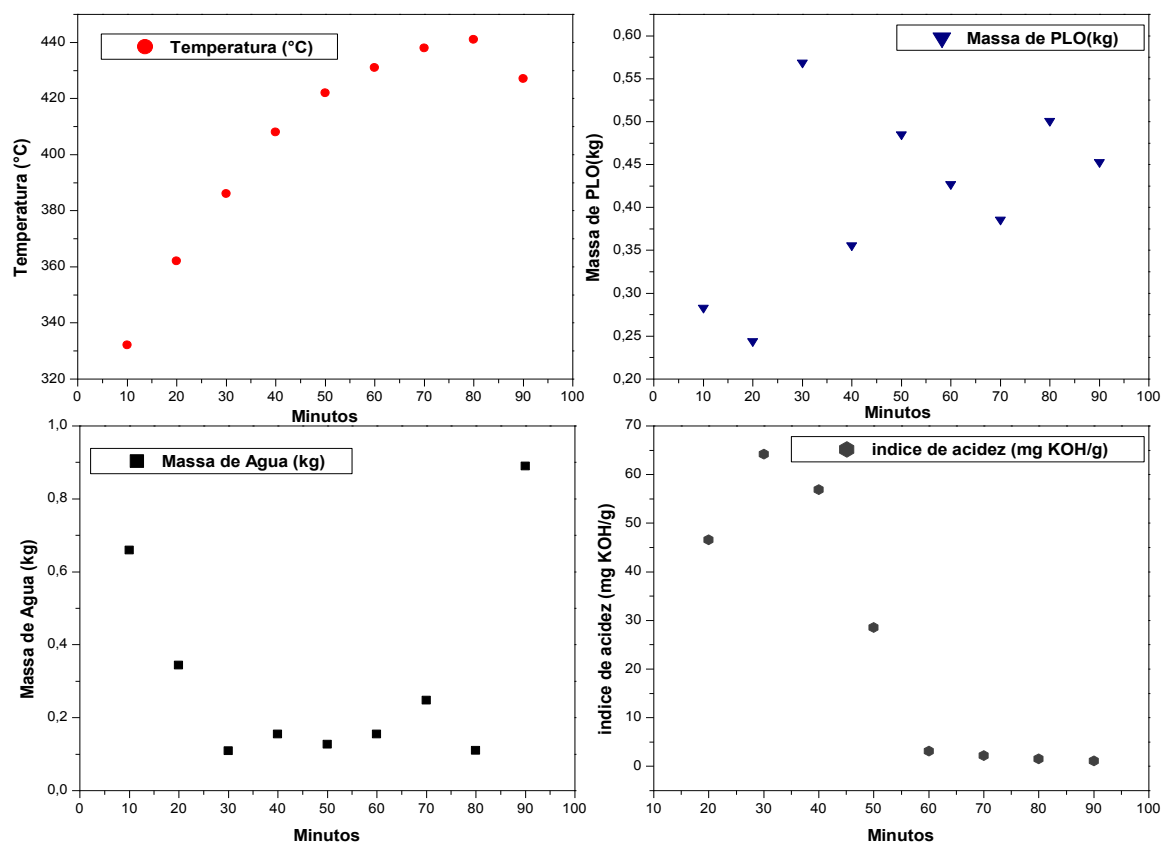 Temperatura (°C)
Temperatura (°C)
440
420
400
380
360
340
320
0 10 20 30 40 50 60 70 80 90 100
Minutos
Massa de PLO(kg)
Massa de PLO(kg)
0,60
0,55
0,50
0,45
0,40
0,35
0,30
0,25
0,20
0 10 20 30 40 50 60 70 80 90 100
Minutos
Massa de Agua (kg)
Massa de Agua (kg)
1,0
0,8
0,6
0,4
0,2
0,0
0 10 20 30 40 50 60 70 80 90 100
Minutos
indice de acidez (mg KOH/g)
indice de acidez (mg KOH/g)
70
60
50
40
30
20
10
0
10 20 30 40 50 60 70 80 90 100
Minutos